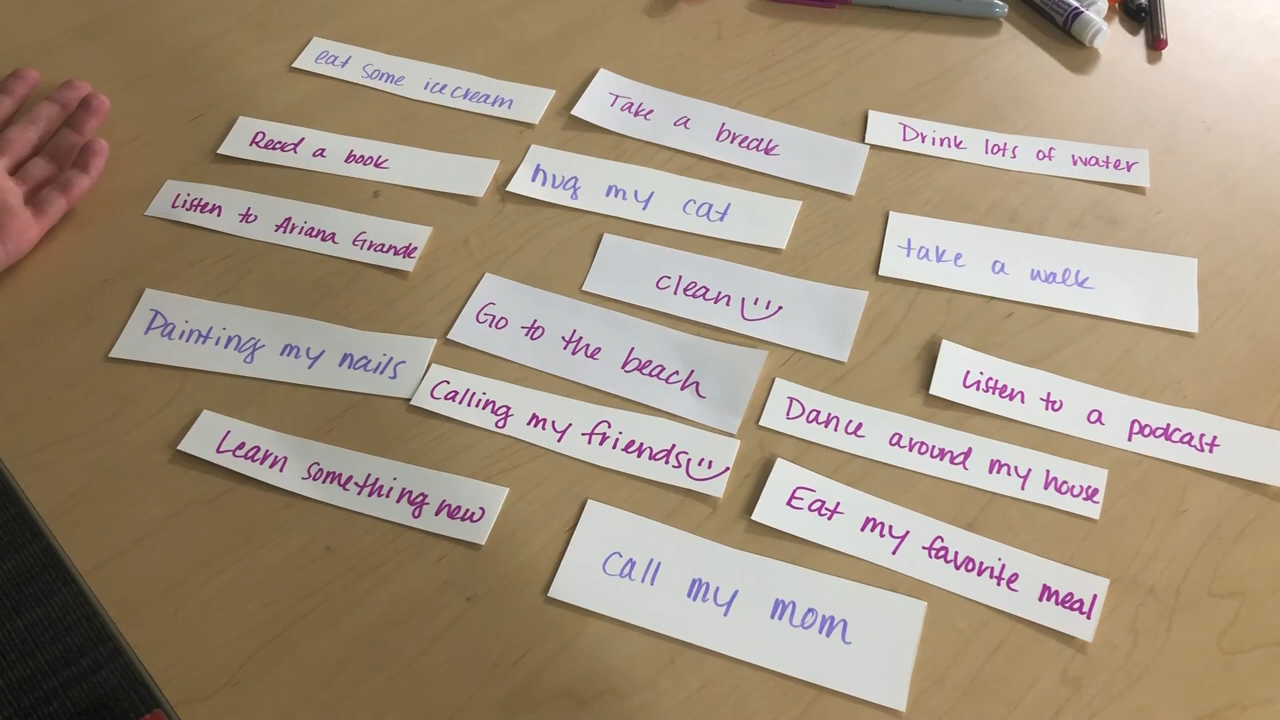 eat some ice cream
Take a break
Drink lots of water
Read a book
hug my cat
Listen to Ariana Grande
take a walk
clean
Painting my nails
Go to the beach
Listen to a podcast
Calling my friends
Dance around my house
Learn something new
Eat my favorite meal
call my mom